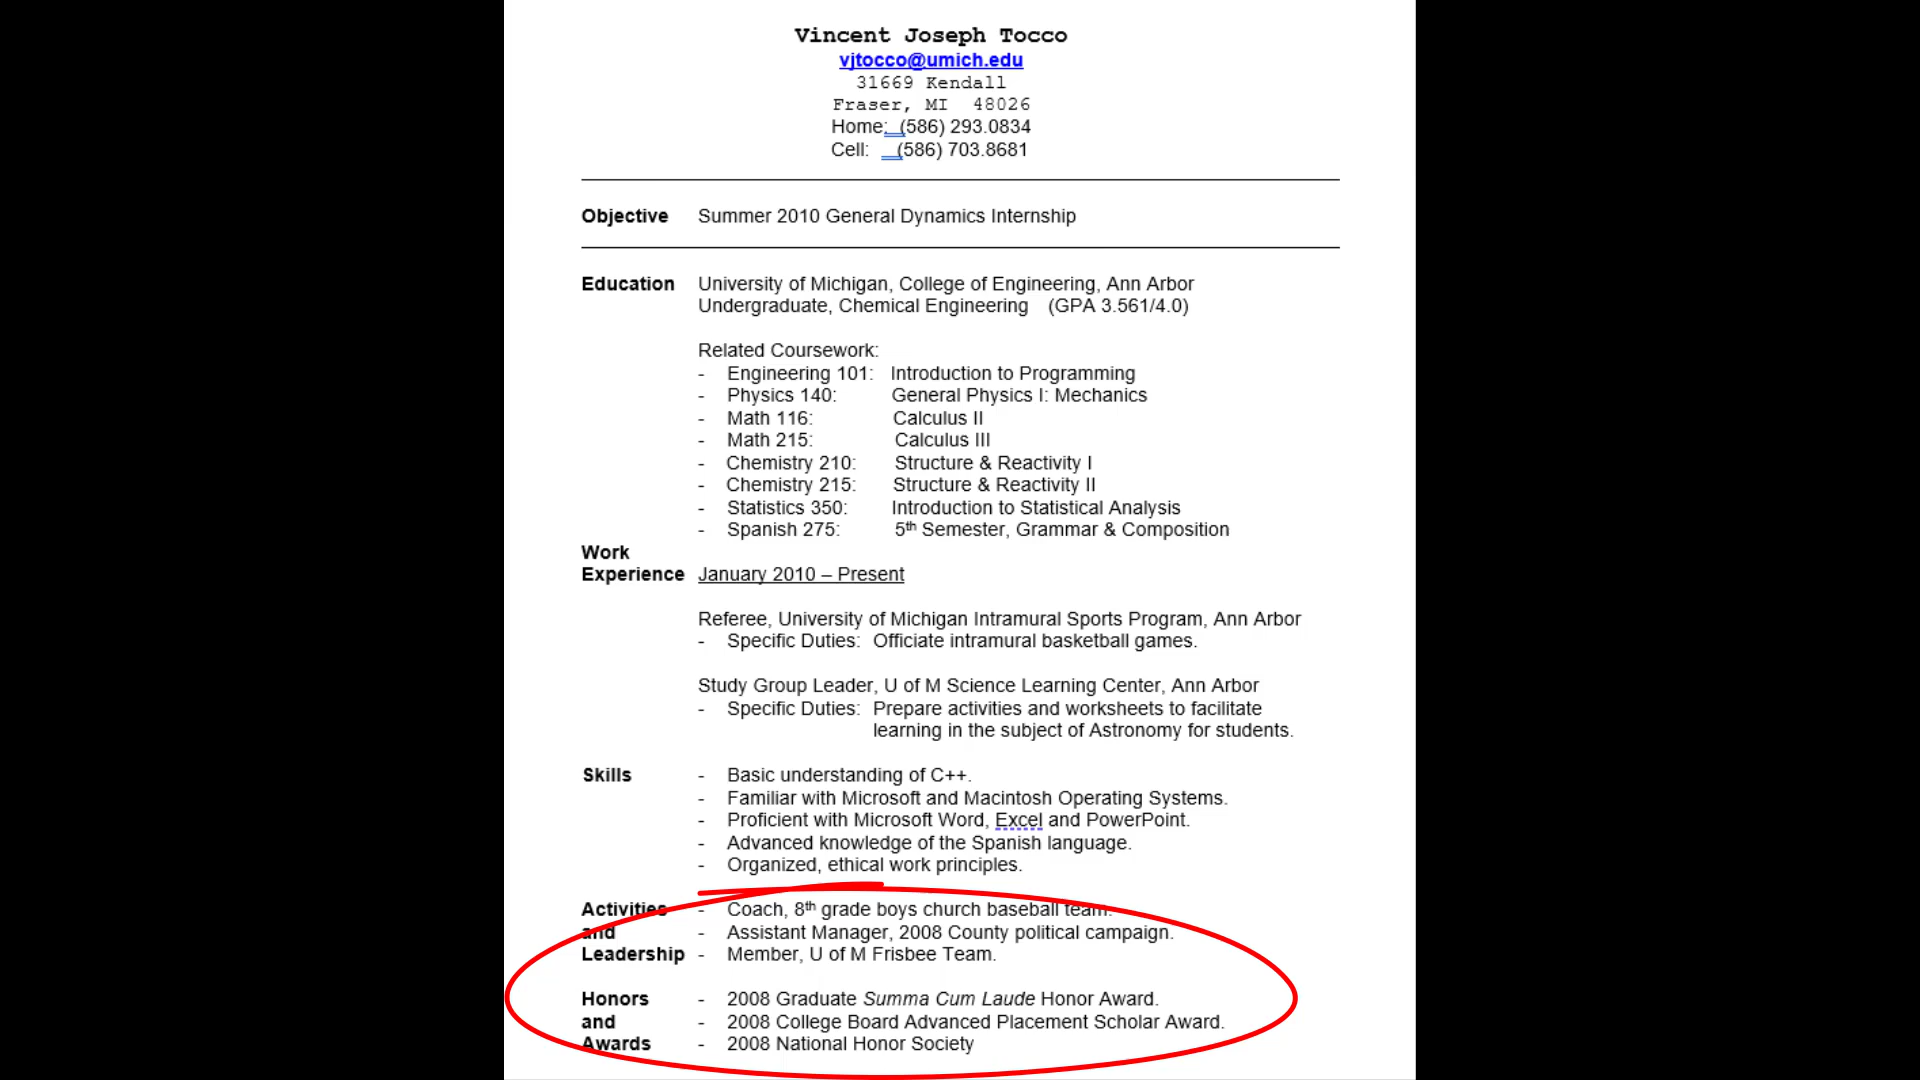 Vincent Joseph Tocco
vjtocco@umich.edu
31669 Kendall
Fraser, MI 48026
Home: (586) 293.0834
Cell: (586) 703.8681
Objective Summer 2010 General Dynamics Internship
Education University of Michigan, College of Engineering, Ann Arbor
Undergraduate, Chemical Engineering (GPA 3.561/4.0)
Related Coursework:
- Engineering 101: Introduction to Programming
- Physics 140: General Physics I: Mechanics
- Math 116: Calculus II
- Math 215: Calculus III
- Chemistry 210: Structure & Reactivity I
- Chemistry 215: Structure & Reactivity II
- Statistics 350: Introduction to Statistical Analysis
- Spanish 275: 5th Semester, Grammar & Composition
Work
Experience January 2010 – Present
Referee, University of Michigan Intramural Sports Program, Ann Arbor
- Specific Duties: Officiate intramural basketball games.
Study Group Leader, U of M Science Learning Center, Ann Arbor
- Specific Duties: Prepare activities and worksheets to facilitate
learning in the subject of Astronomy for students.
Skills - Basic understanding of C++.
- Familiar with Microsoft and Macintosh Operating Systems.
- Proficient with Microsoft Word, Excel and PowerPoint.
- Advanced knowledge of the Spanish language.
- Organized, ethical work principles.
Activities - Coach, 8th grade boys church baseball team.
and - Assistant Manager, 2008 County political campaign.
Leadership - Member, U of M Frisbee Team.
Honors - 2008 Graduate Summa Cum Laude Honor Award.
and - 2008 College Board Advanced Placement Scholar Award.
Awards - 2008 National Honor Society